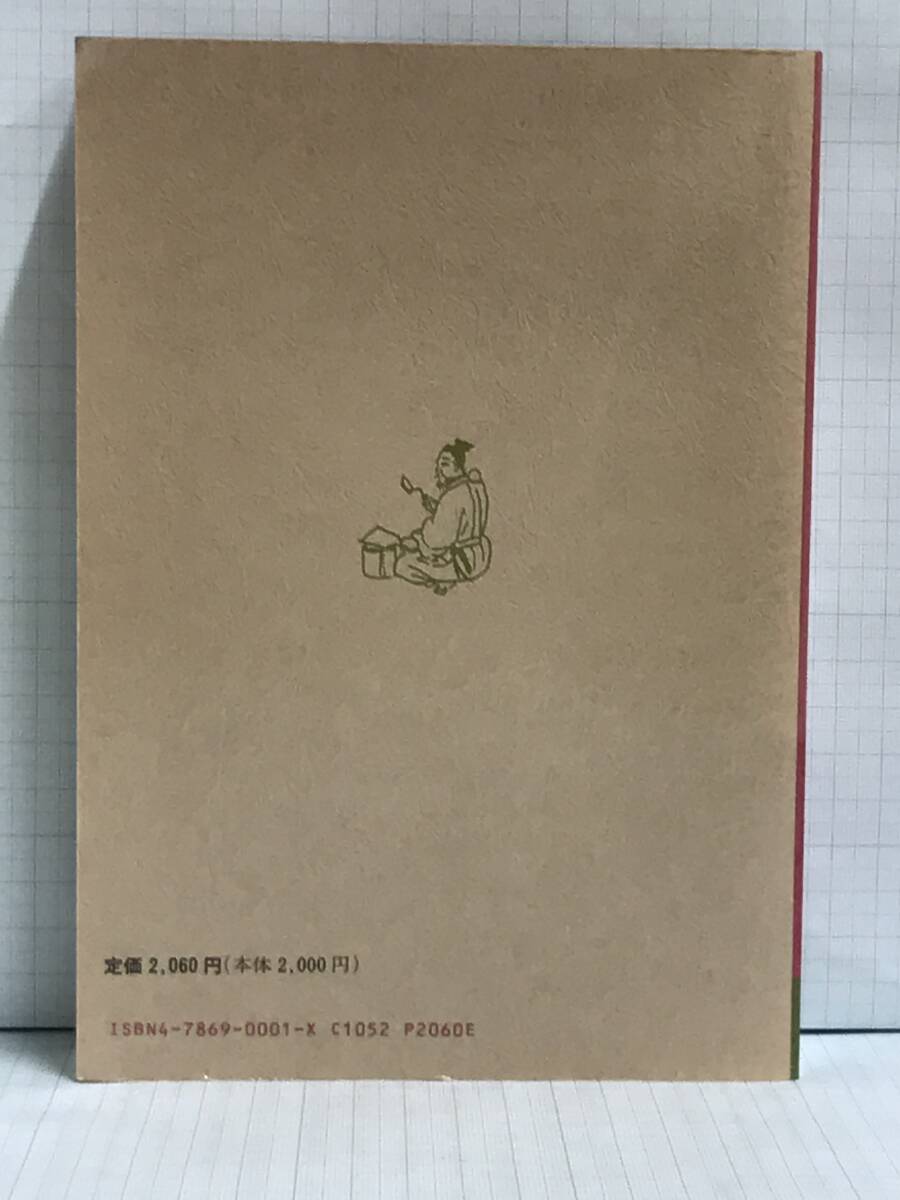 定価 2,060 円(本体 2,000 円)
ISBN4-7869-0001-X C1052 P2060E